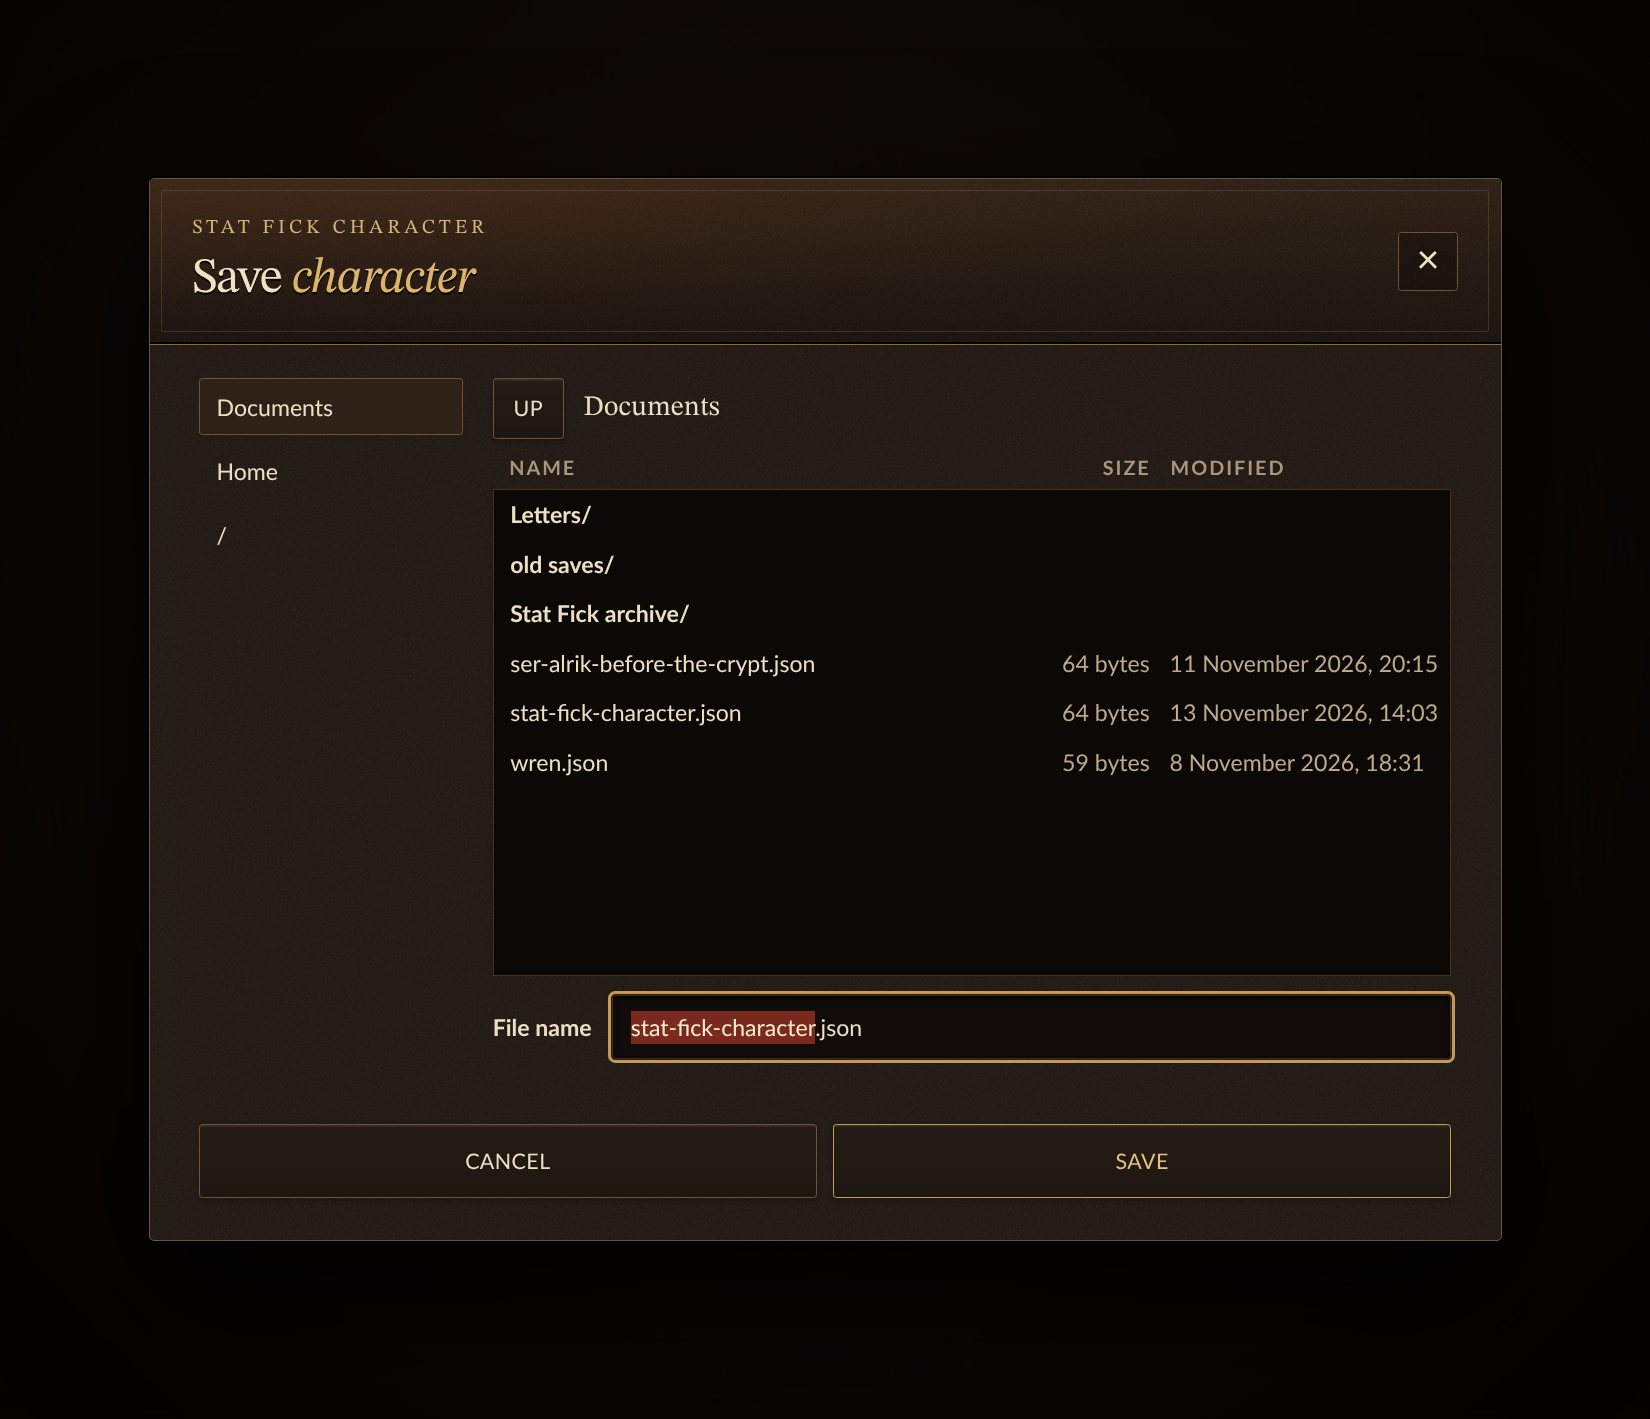 STAT FICK CHARACTER
Save character
×
Documents
Home
/
UP Documents
NAME SIZE MODIFIED
Letters/
old saves/
Stat Fick archive/
ser-alrik-before-the-crypt.json 64 bytes 11 November 2026, 20:15
stat-fick-character.json 64 bytes 13 November 2026, 14:03
wren.json 59 bytes 8 November 2026, 18:31
File name stat-fick-character.json
CANCEL SAVE